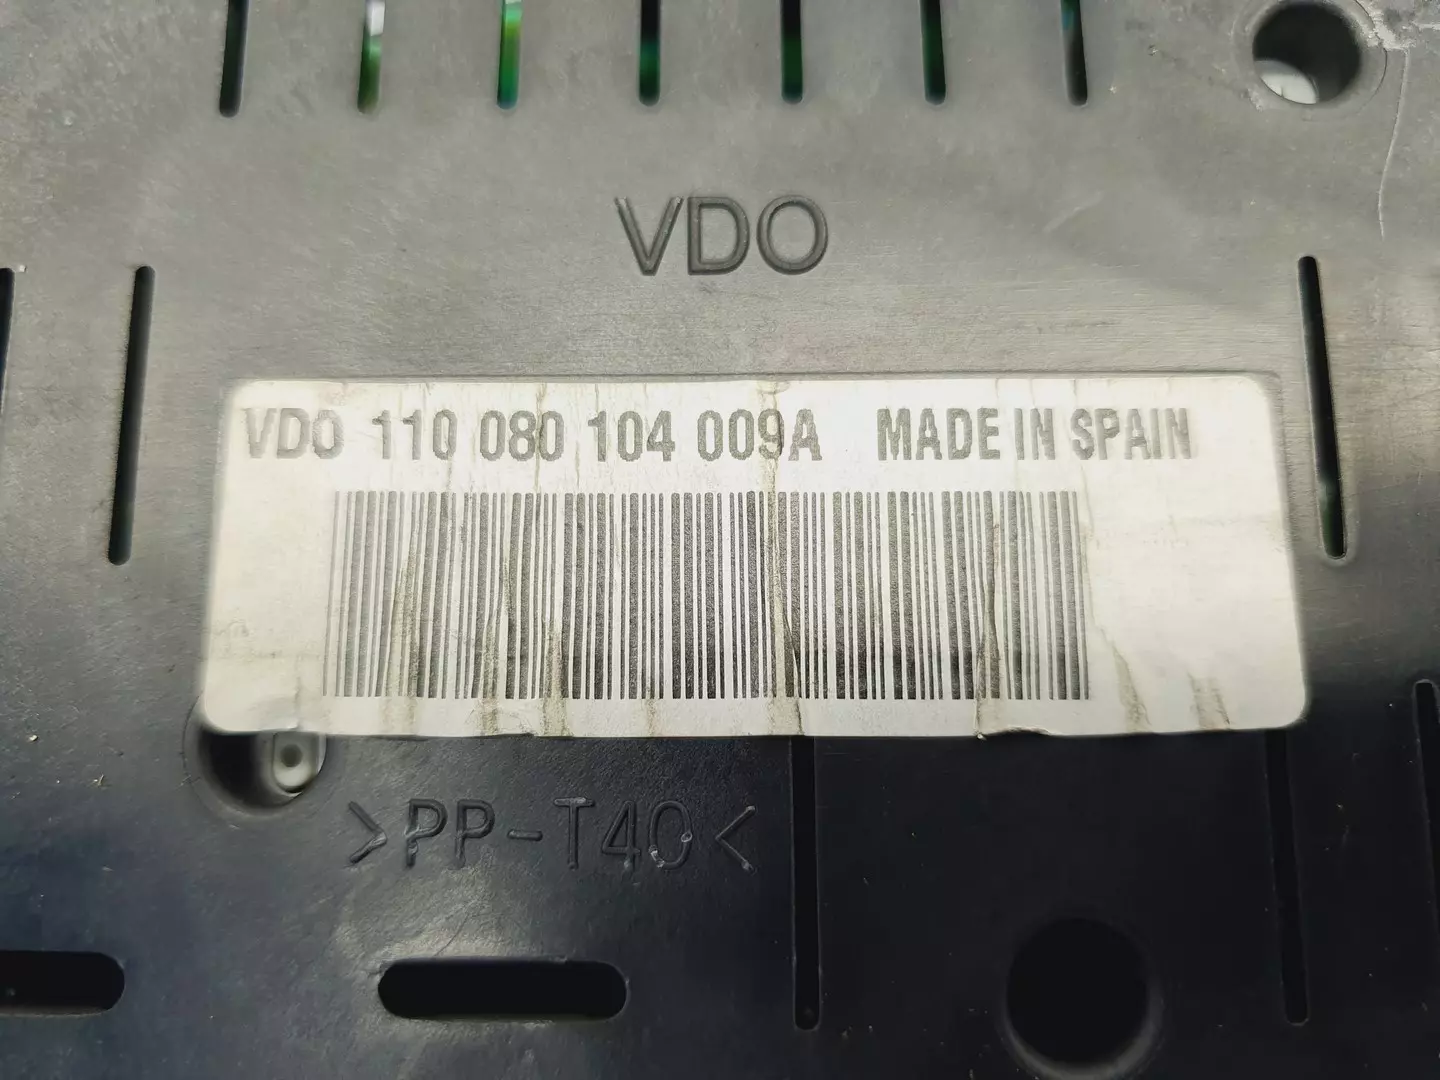 VDO
VDO 110 080 104 009A MADE IN SPAIN
>PP-T40<